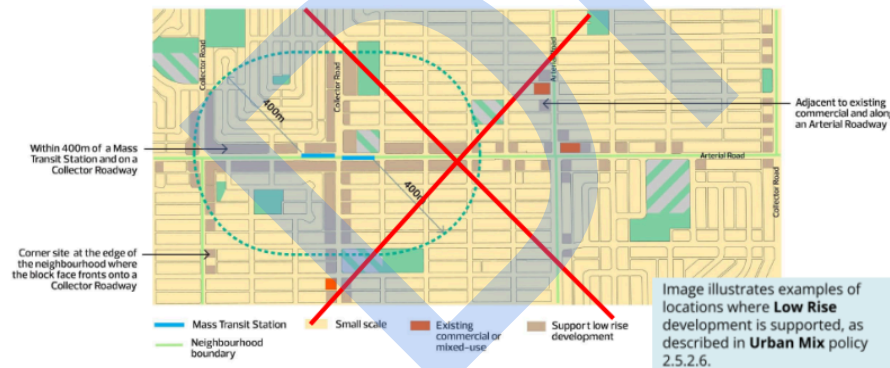 Collector Road
Collector Road
Arterial Road
400m
Adjacent to existing
commercial and along
an Arterial Roadway
Within 400m of a Mass
Transit Station and on a
Collector Roadway
Arterial Road
400m
Collector Road
Corner site at the edge of
the neighbourhood where
the block face fronts onto a
Collector Roadway
Mass Transit Station
Neighbourhood
boundary
Small scale
Existing
commercial or
mixed-use
Support low rise
development
Image illustrates examples of
locations where Low Rise
development is supported, as
described in Urban Mix policy
2.5.2.6.